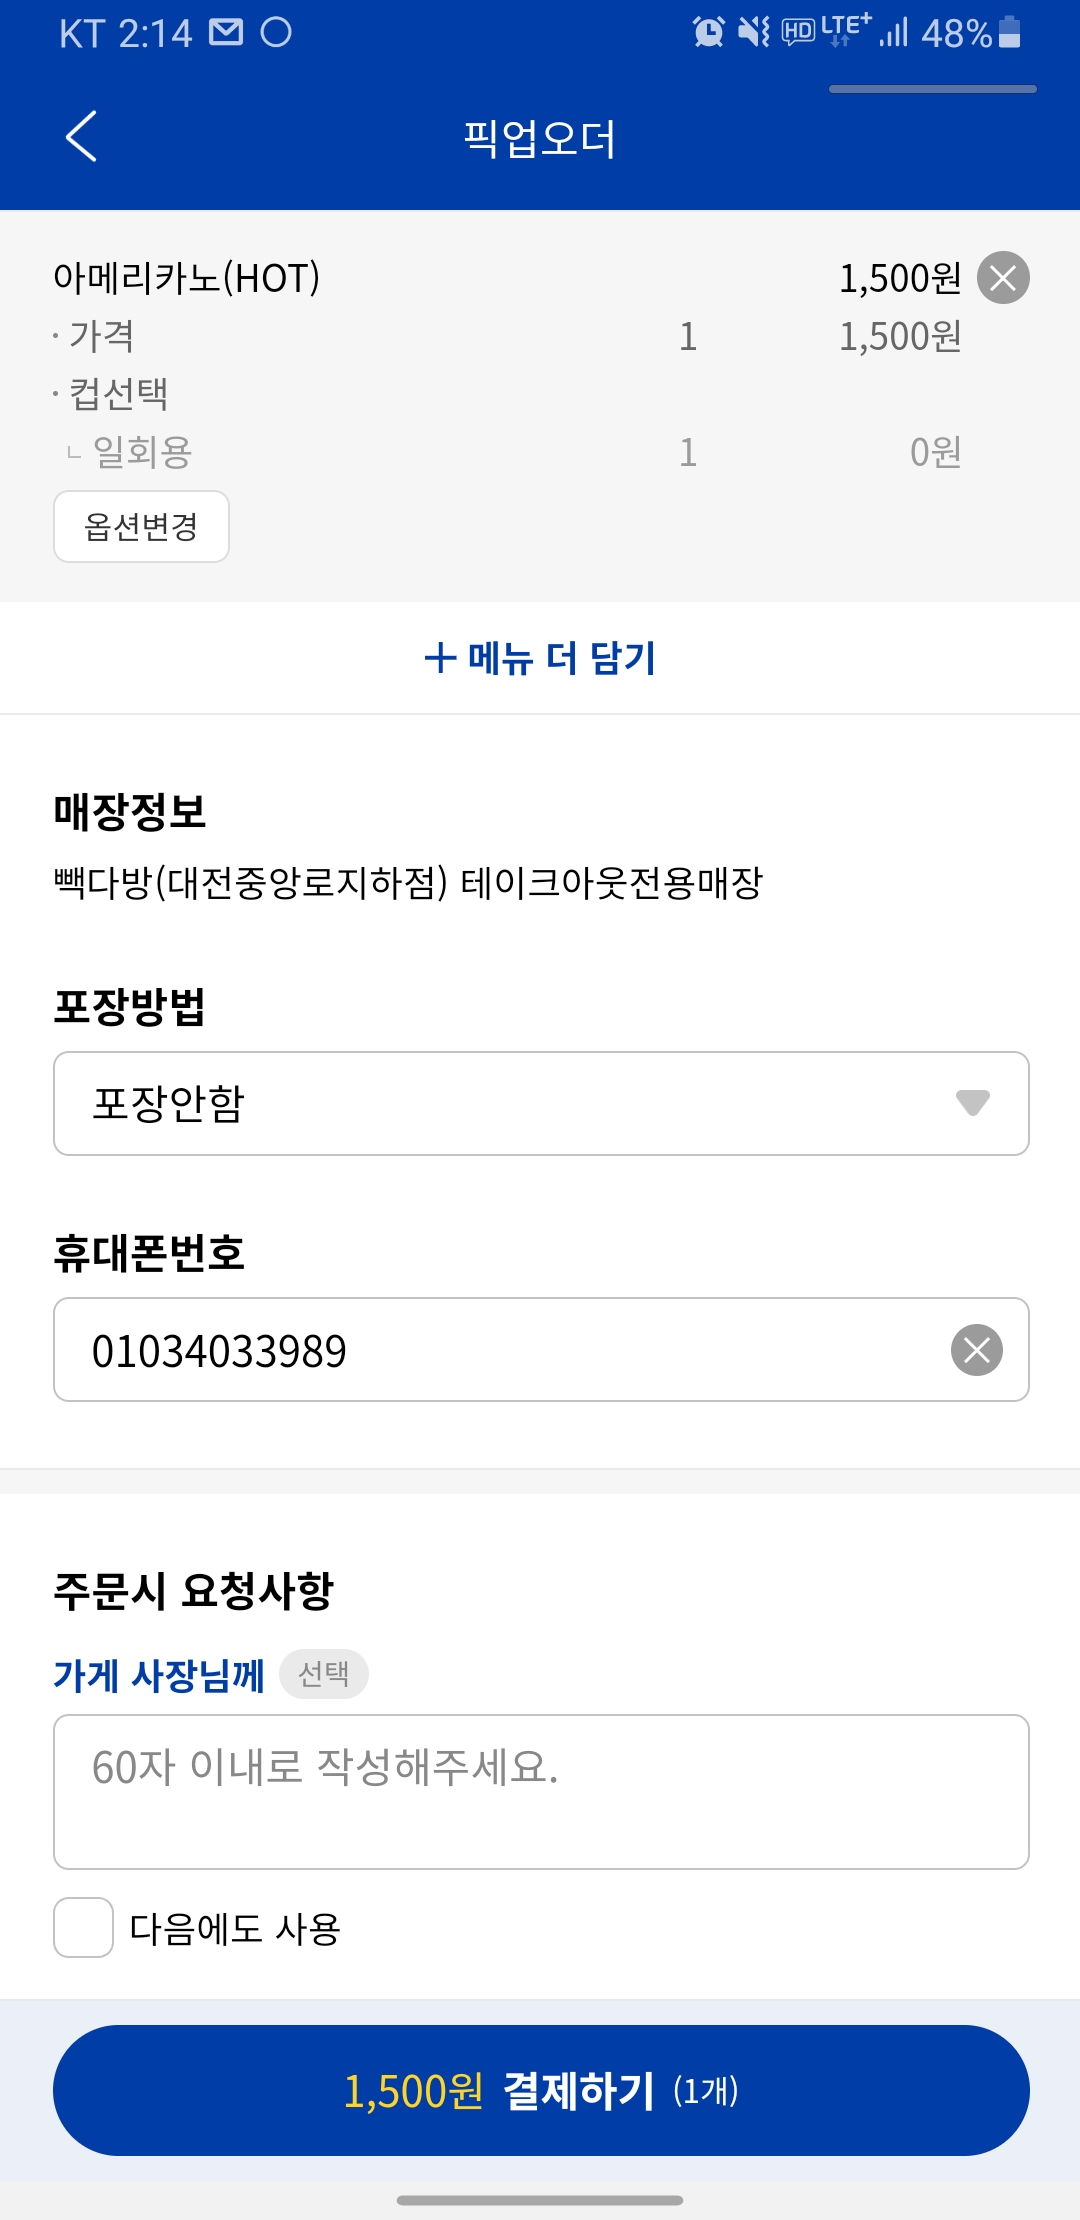 KT 2:14 HD LTE+ 48%
픽업오더
아메리카노(HOT) 1,500원
· 가격 1 1,500원
· 컵선택
ㄴ 일회용 1 0원
옵션변경
+ 메뉴 더 담기
매장정보
빽다방(대전중앙로지하점) 테이크아웃전용매장
포장방법
포장안함
휴대폰번호
01034033989
주문시 요청사항
가게 사장님께 선택
60자 이내로 작성해주세요.
다음에도 사용
1,500원 결제하기 (1개)